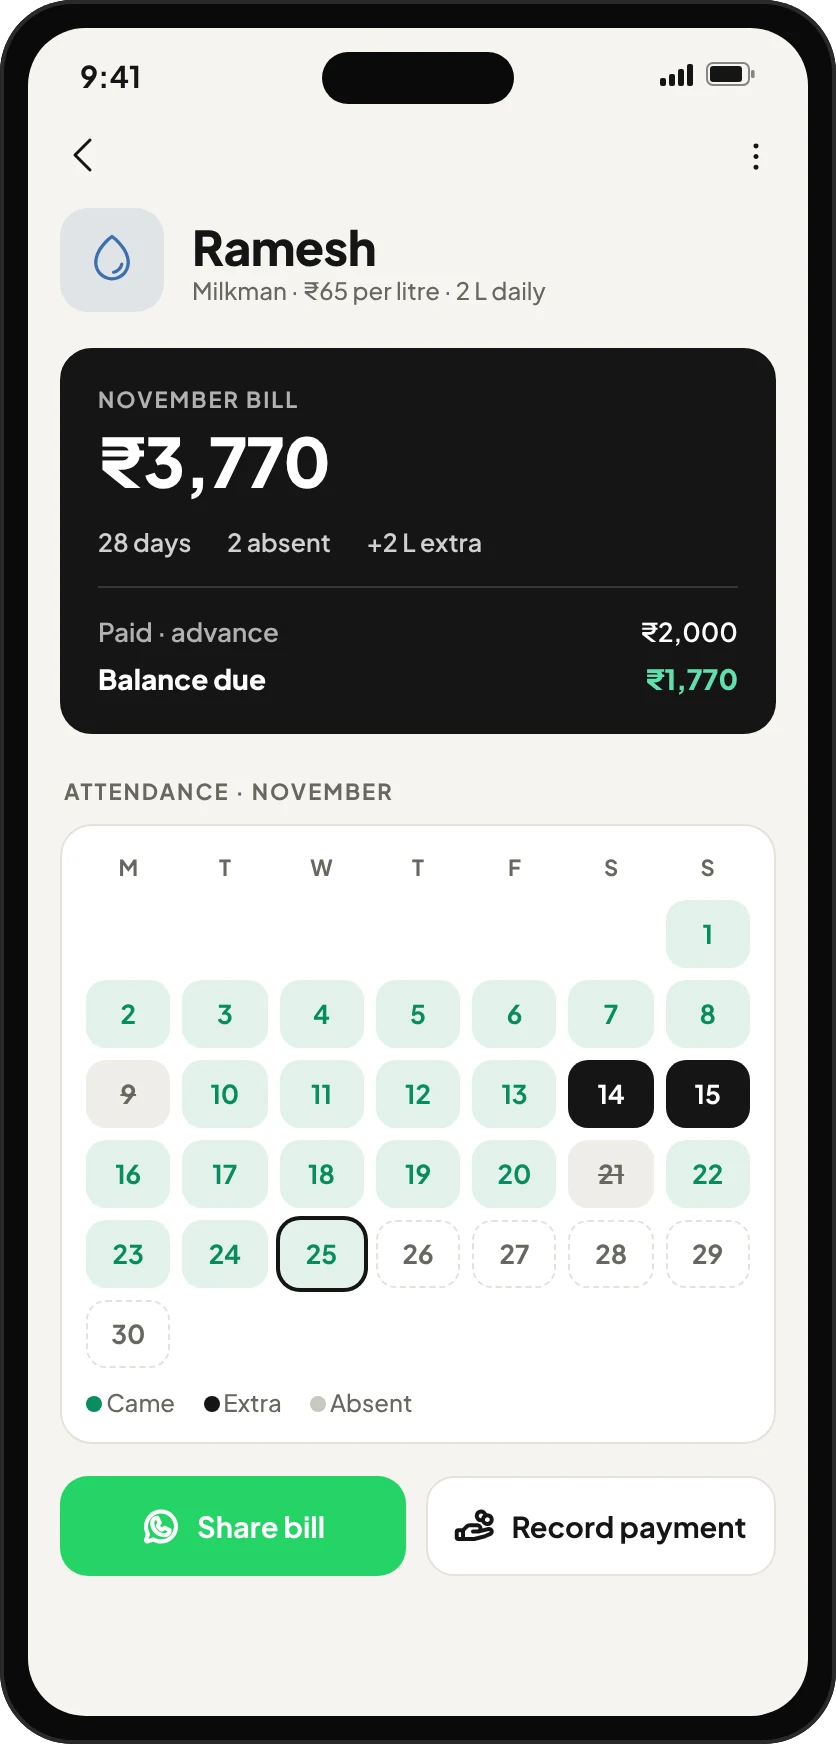 9:41
Ramesh
Milkman · ₹65 per litre · 2 L daily
NOVEMBER BILL
₹3,770
28 days 2 absent +2 L extra
Paid · advance ₹2,000
Balance due ₹1,770
ATTENDANCE · NOVEMBER
M T W T F S S
1
2 3 4 5 6 7 8
9 10 11 12 13 14 15
16 17 18 19 20 21 22
23 24 25 26 27 28 29
30
Came Extra Absent
Share bill Record payment